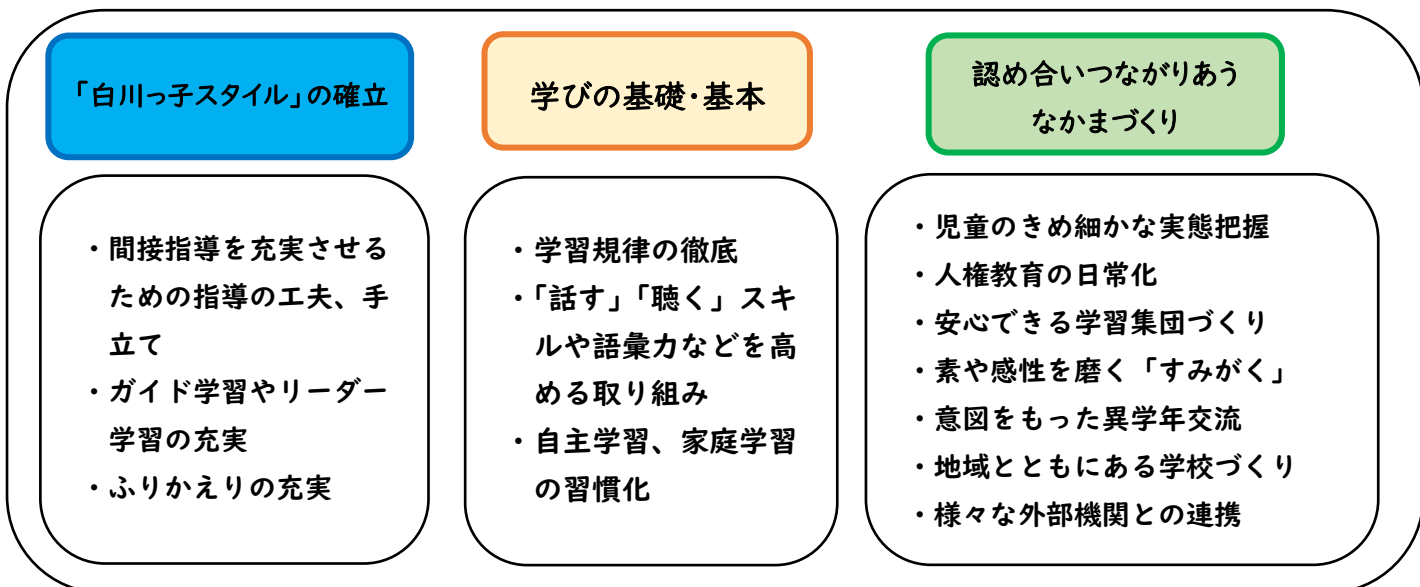 「白川っ子スタイル」の確立
・間接指導を充実させる
ための指導の工夫、手
立て
・ガイド学習やリーダー
学習の充実
・ふりかえりの充実
学びの基礎・基本
・学習規律の徹底
・「話す」「聴く」スキ
ルや語彙力などを高
める取り組み
・自主学習、家庭学習
の習慣化
認め合いつながりあう
なかまづくり
・児童のきめ細かな実態把握
・人権教育の日常化
・安心できる学習集団づくり
・素や感性を磨く「すみがく」
・意図をもった異学年交流
・地域とともにある学校づくり
・様々な外部機関との連携